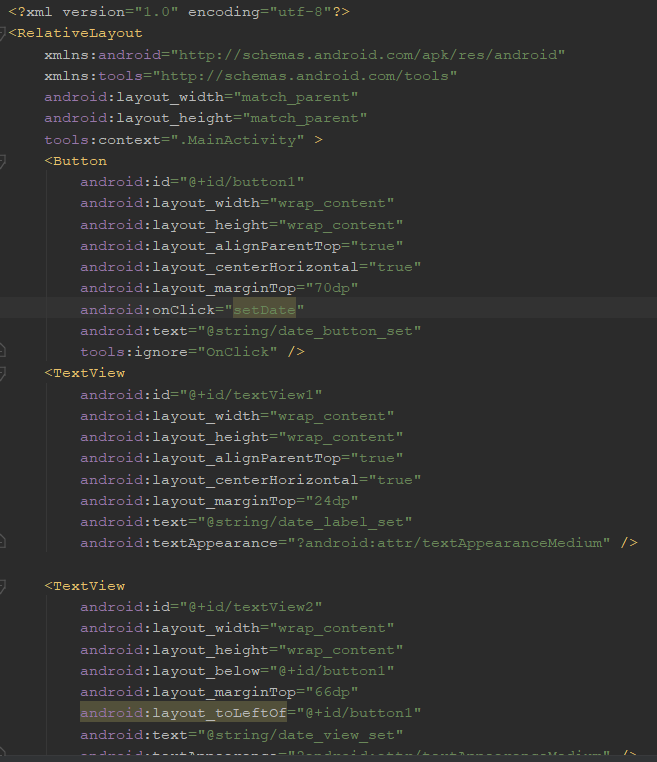 <?xml version="1.0" encoding="utf-8"?>
<RelativeLayout
xmlns:android="http://schemas.android.com/apk/res/android"
xmlns:tools="http://schemas.android.com/tools"
android:layout_width="match_parent"
android:layout_height="match_parent"
tools:context=".MainActivity" >
<Button
android:id="@+id/button1"
android:layout_width="wrap_content"
android:layout_height="wrap_content"
android:layout_alignParentTop="true"
android:layout_centerHorizontal="true"
android:layout_marginTop="70dp"
android:onClick="setDate"
android:text="@string/date_button_set"
tools:ignore="OnClick" />
<TextView
android:id="@+id/textView1"
android:layout_width="wrap_content"
android:layout_height="wrap_content"
android:layout_alignParentTop="true"
android:layout_centerHorizontal="true"
android:layout_marginTop="24dp"
android:text="@string/date_label_set"
android:textAppearance="?android:attr/textAppearanceMedium" />
<TextView
android:id="@+id/textView2"
android:layout_width="wrap_content"
android:layout_height="wrap_content"
android:layout_below="@+id/button1"
android:layout_marginTop="66dp"
android:layout_toLeftOf="@+id/button1"
android:text="@string/date_view_set"
android:textAppearance="?android:attr/textAppearanceMedium" />